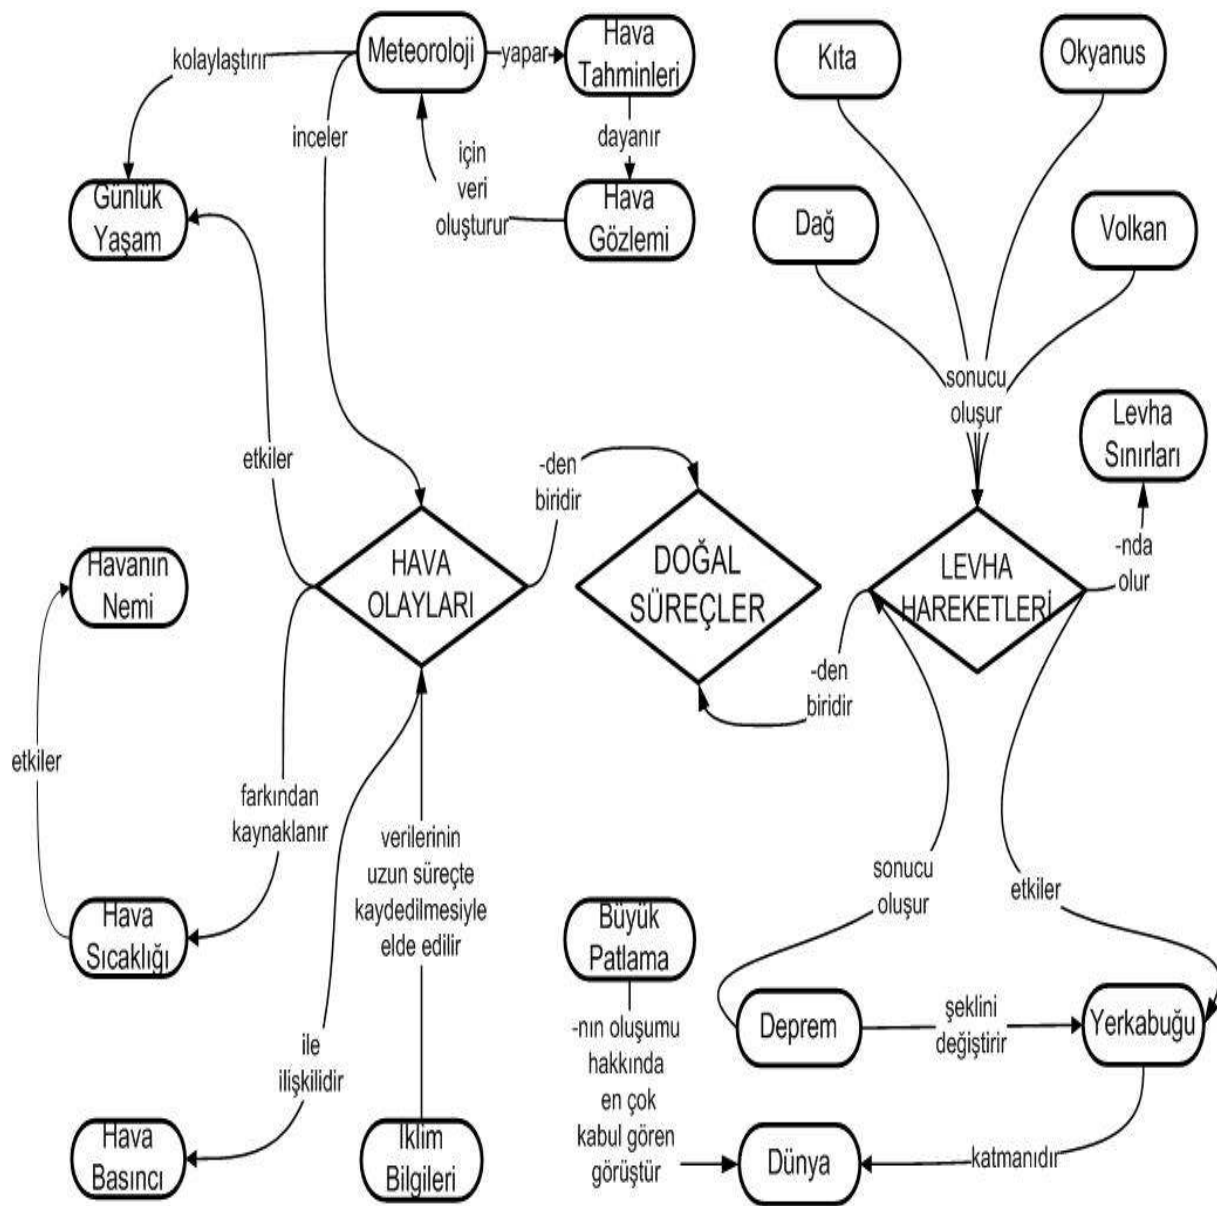 Meteoroloji
kolaylaştırır
yapar
Hava
Tahminleri
Kıta
Okyanus
inceler
dayanır
için
veri
oluşturur
Günlük
Yaşam
Hava
Gözlemi
Dağ
Volkan
sonucu
oluşur
Levha
Sınırları
etkiler
-den
biridir
-nda
olur
Havanın
Nemi
HAVA
OLAYLARI
DOĞAL
SÜREÇLER
LEVHA
HAREKETLERİ
-den
biridir
etkiler
farkından
kaynaklanır
verilerinin
uzun süreçte
kaydedilmesiyle
elde edilir
sonucu
oluşur
etkiler
Hava
Sıcaklığı
Büyük
Patlama
-nın oluşumu
hakkında
en çok
kabul gören
görüştür
Deprem
şeklini
değiştirir
Yerkabuğu
ile
ilişkilidir
Hava
Basıncı
İklim
Bilgileri
Dünya
katmanıdır